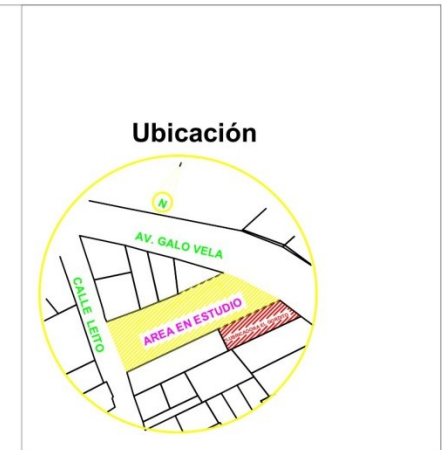 Ubicación
N
AV. GALO VELA
CALLE LEITO
AREA EN ESTUDIO